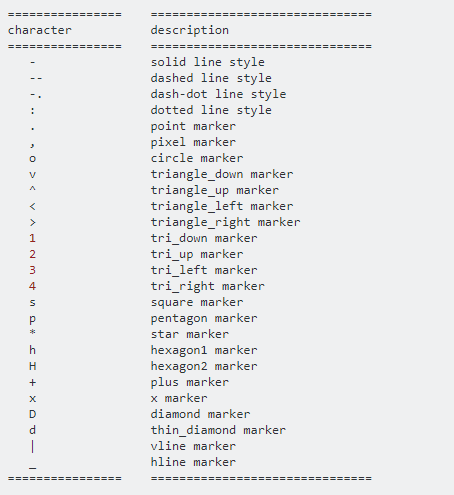 ================    ===============================
character           description
================    ===============================
   -                solid line style
   --               dashed line style
   -.               dash-dot line style
   :                dotted line style
   .                point marker
   ,                pixel marker
   o                circle marker
   v                triangle_down marker
   ^                triangle_up marker
   <                triangle_left marker
   >                triangle_right marker
   1                tri_down marker
   2                tri_up marker
   3                tri_left marker
   4                tri_right marker
   s                square marker
   p                pentagon marker
   *                star marker
   h                hexagon1 marker
   H                hexagon2 marker
   +                plus marker
   x                x marker
   D                diamond marker
   d                thin_diamond marker
   |                vline marker
   _                hline marker
================    ===============================